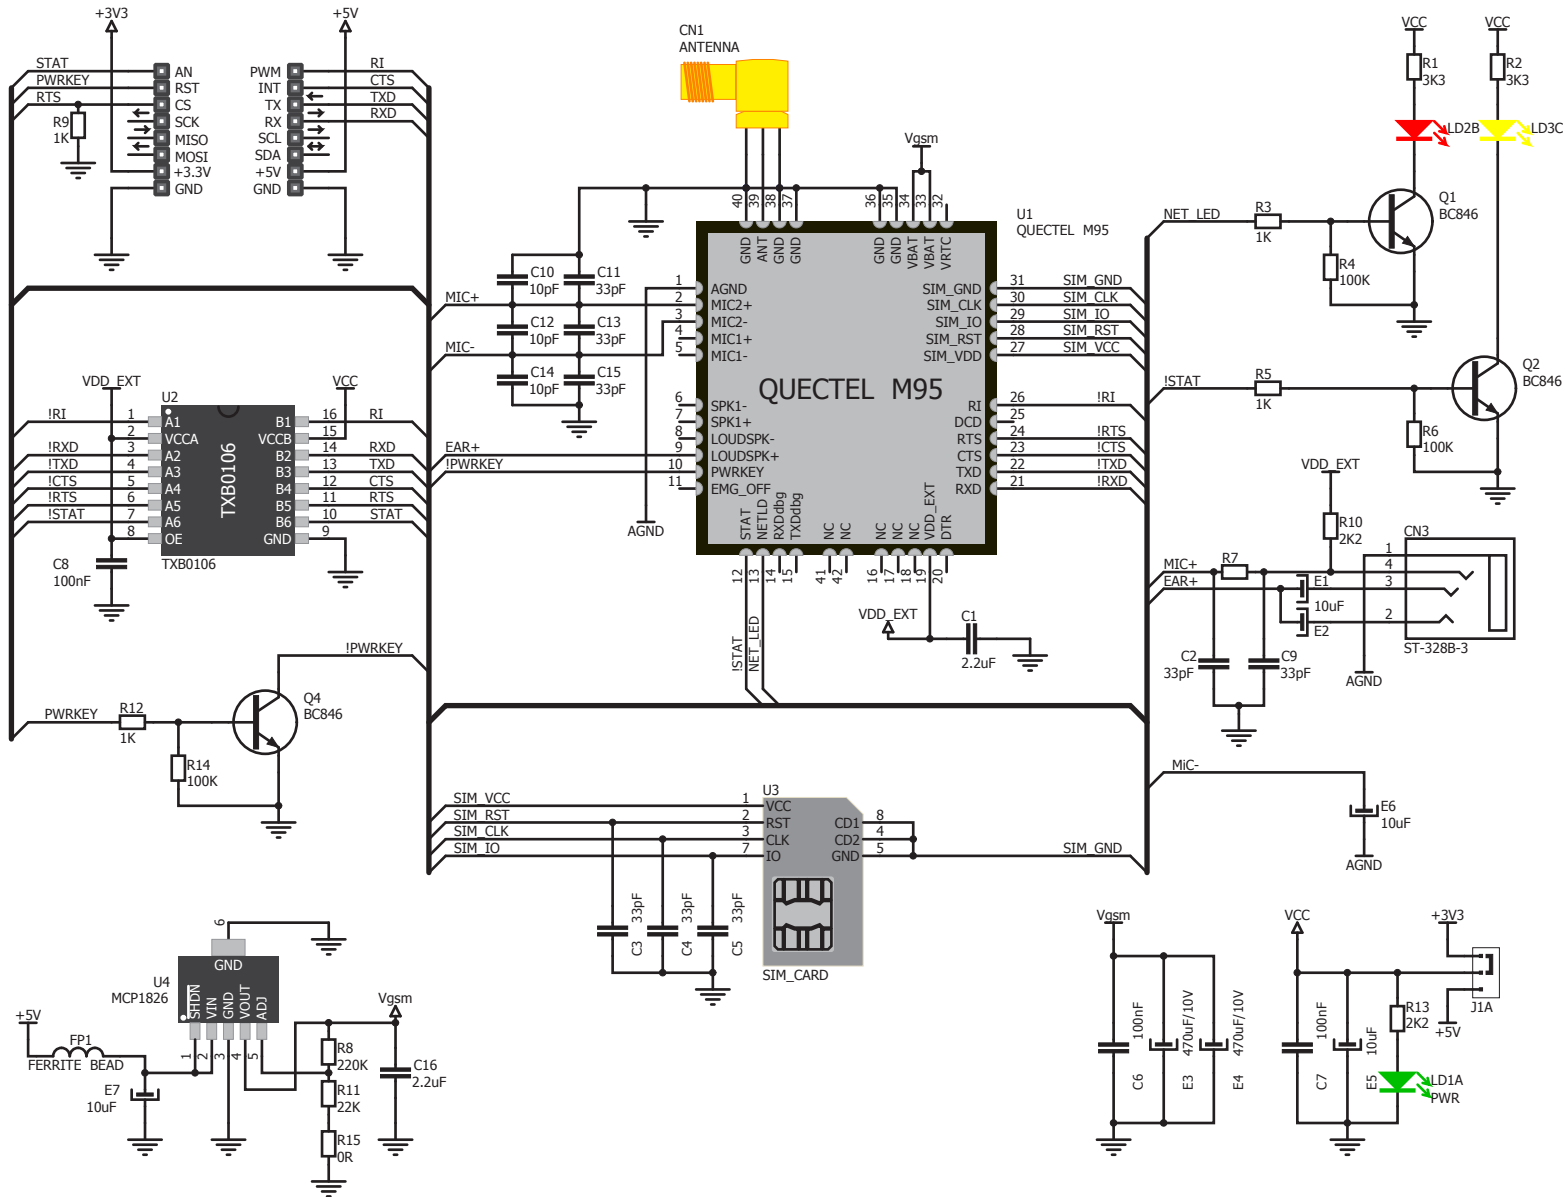 +3V3
+5V
STAT
PWRKEY
RTS
R9
1K
AN
RST
CS
SCK
MISO
MOSI
+3.3V
GND
PWM
INT
TX
RX
SCL
SDA
+5V
GND
RI
CTS
TXD
RXD
CN1
ANTENNA
Vgsm
40
39
38
37
36
35
34
33
32
U1
QUECTEL M95
GND
ANT
GND
GND
GND
GND
VBAT
VBAT
VRTC
1
2
3
4
5
6
7
8
9
10
11
AGND
MIC2+
MIC2-
MIC1+
MIC1-
SPK1-
SPK1+
LOUDSPK-
LOUDSPK+
PWRKEY
EMG_OFF
QUECTEL M95
SIM_GND
SIM_CLK
SIM_IO
SIM_RST
SIM_VDD
RI
DCD
RTS
CTS
TXD
RXD
31
30
29
28
27
26
25
24
23
22
21
SIM_GND
SIM_CLK
SIM_IO
SIM_RST
SIM_VCC
!RI
!RTS
!CTS
!TXD
!RXD
STAT
NETLD
RXDdbg
TXDdbg
NC
NC
NC
NC
NC
VDD_EXT
DTR
12
13
14
15
41
42
16
17
18
19
20
!STAT
NET_LED
VDD_EXT
C1
2.2uF
MIC+
MIC-
EAR+
!PWRKEY
AGND
C10
10pF
C11
33pF
C12
10pF
C13
33pF
C14
10pF
C15
33pF
VCC
R1
3K3
LD2B
VCC
R2
3K3
LD3C
NET_LED
R3
1K
R4
100K
Q1
BC846
!STAT
R5
1K
R6
100K
Q2
BC846
VDD_EXT
U2
VCC
!RI
!RXD
!TXD
!CTS
!RTS
!STAT
1
2
3
4
5
6
7
8
A1
VCCA
A2
A3
A4
A5
A6
OE
TXB0106
B1
VCCB
B2
B3
B4
B5
B6
GND
16
15
14
13
12
11
10
9
RI
RXD
TXD
CTS
RTS
STAT
TXB0106
C8
100nF
!PWRKEY
PWRKEY
R12
1K
R14
100K
Q4
BC846
VDD_EXT
R10
2K2
CN3
MIC+
EAR+
R7
E1
10uF
E2
1
4
3
2
ST-328B-3
C2
33pF
C9
33pF
AGND
MiC-
E6
10uF
AGND
SIM_VCC
SIM_RST
SIM_CLK
SIM_IO
1
2
3
7
U3
VCC
RST
CLK
IO
CD1
CD2
GND
8
4
5
SIM_GND
SIM_CARD
33pF
C3
33pF
C4
33pF
C5
6
U4
MCP1826
GND
SHDN
VIN
GND
VOUT
ADJ
1
2
3
4
5
+5V
FP1
FERRITE BEAD
E7
10uF
Vgsm
R8
220K
R11
22K
R15
0R
C16
2.2uF
Vgsm
100nF
C6
470uF/10V
E3
470uF/10V
E4
VCC
100nF
C7
10uF
E5
R13
2K2
LD1A
PWR
+3V3
J1A
+5V